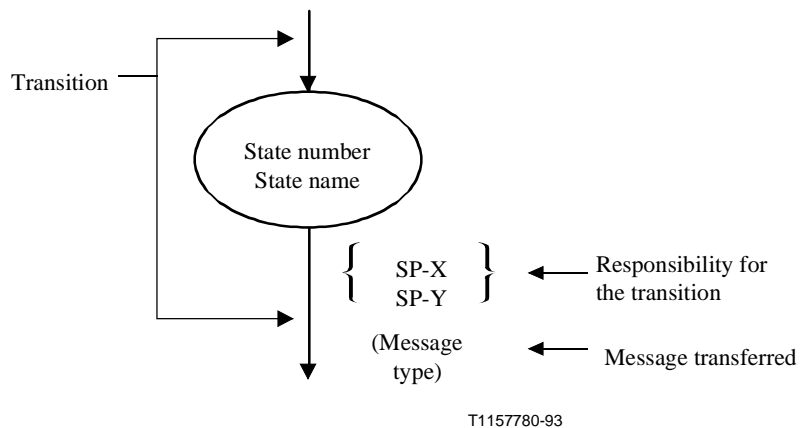 Transition
State number
State name
{ SP-X }
SP-Y
Responsibility for
the transition
(Message
type)
Message transferred
T1157780-93